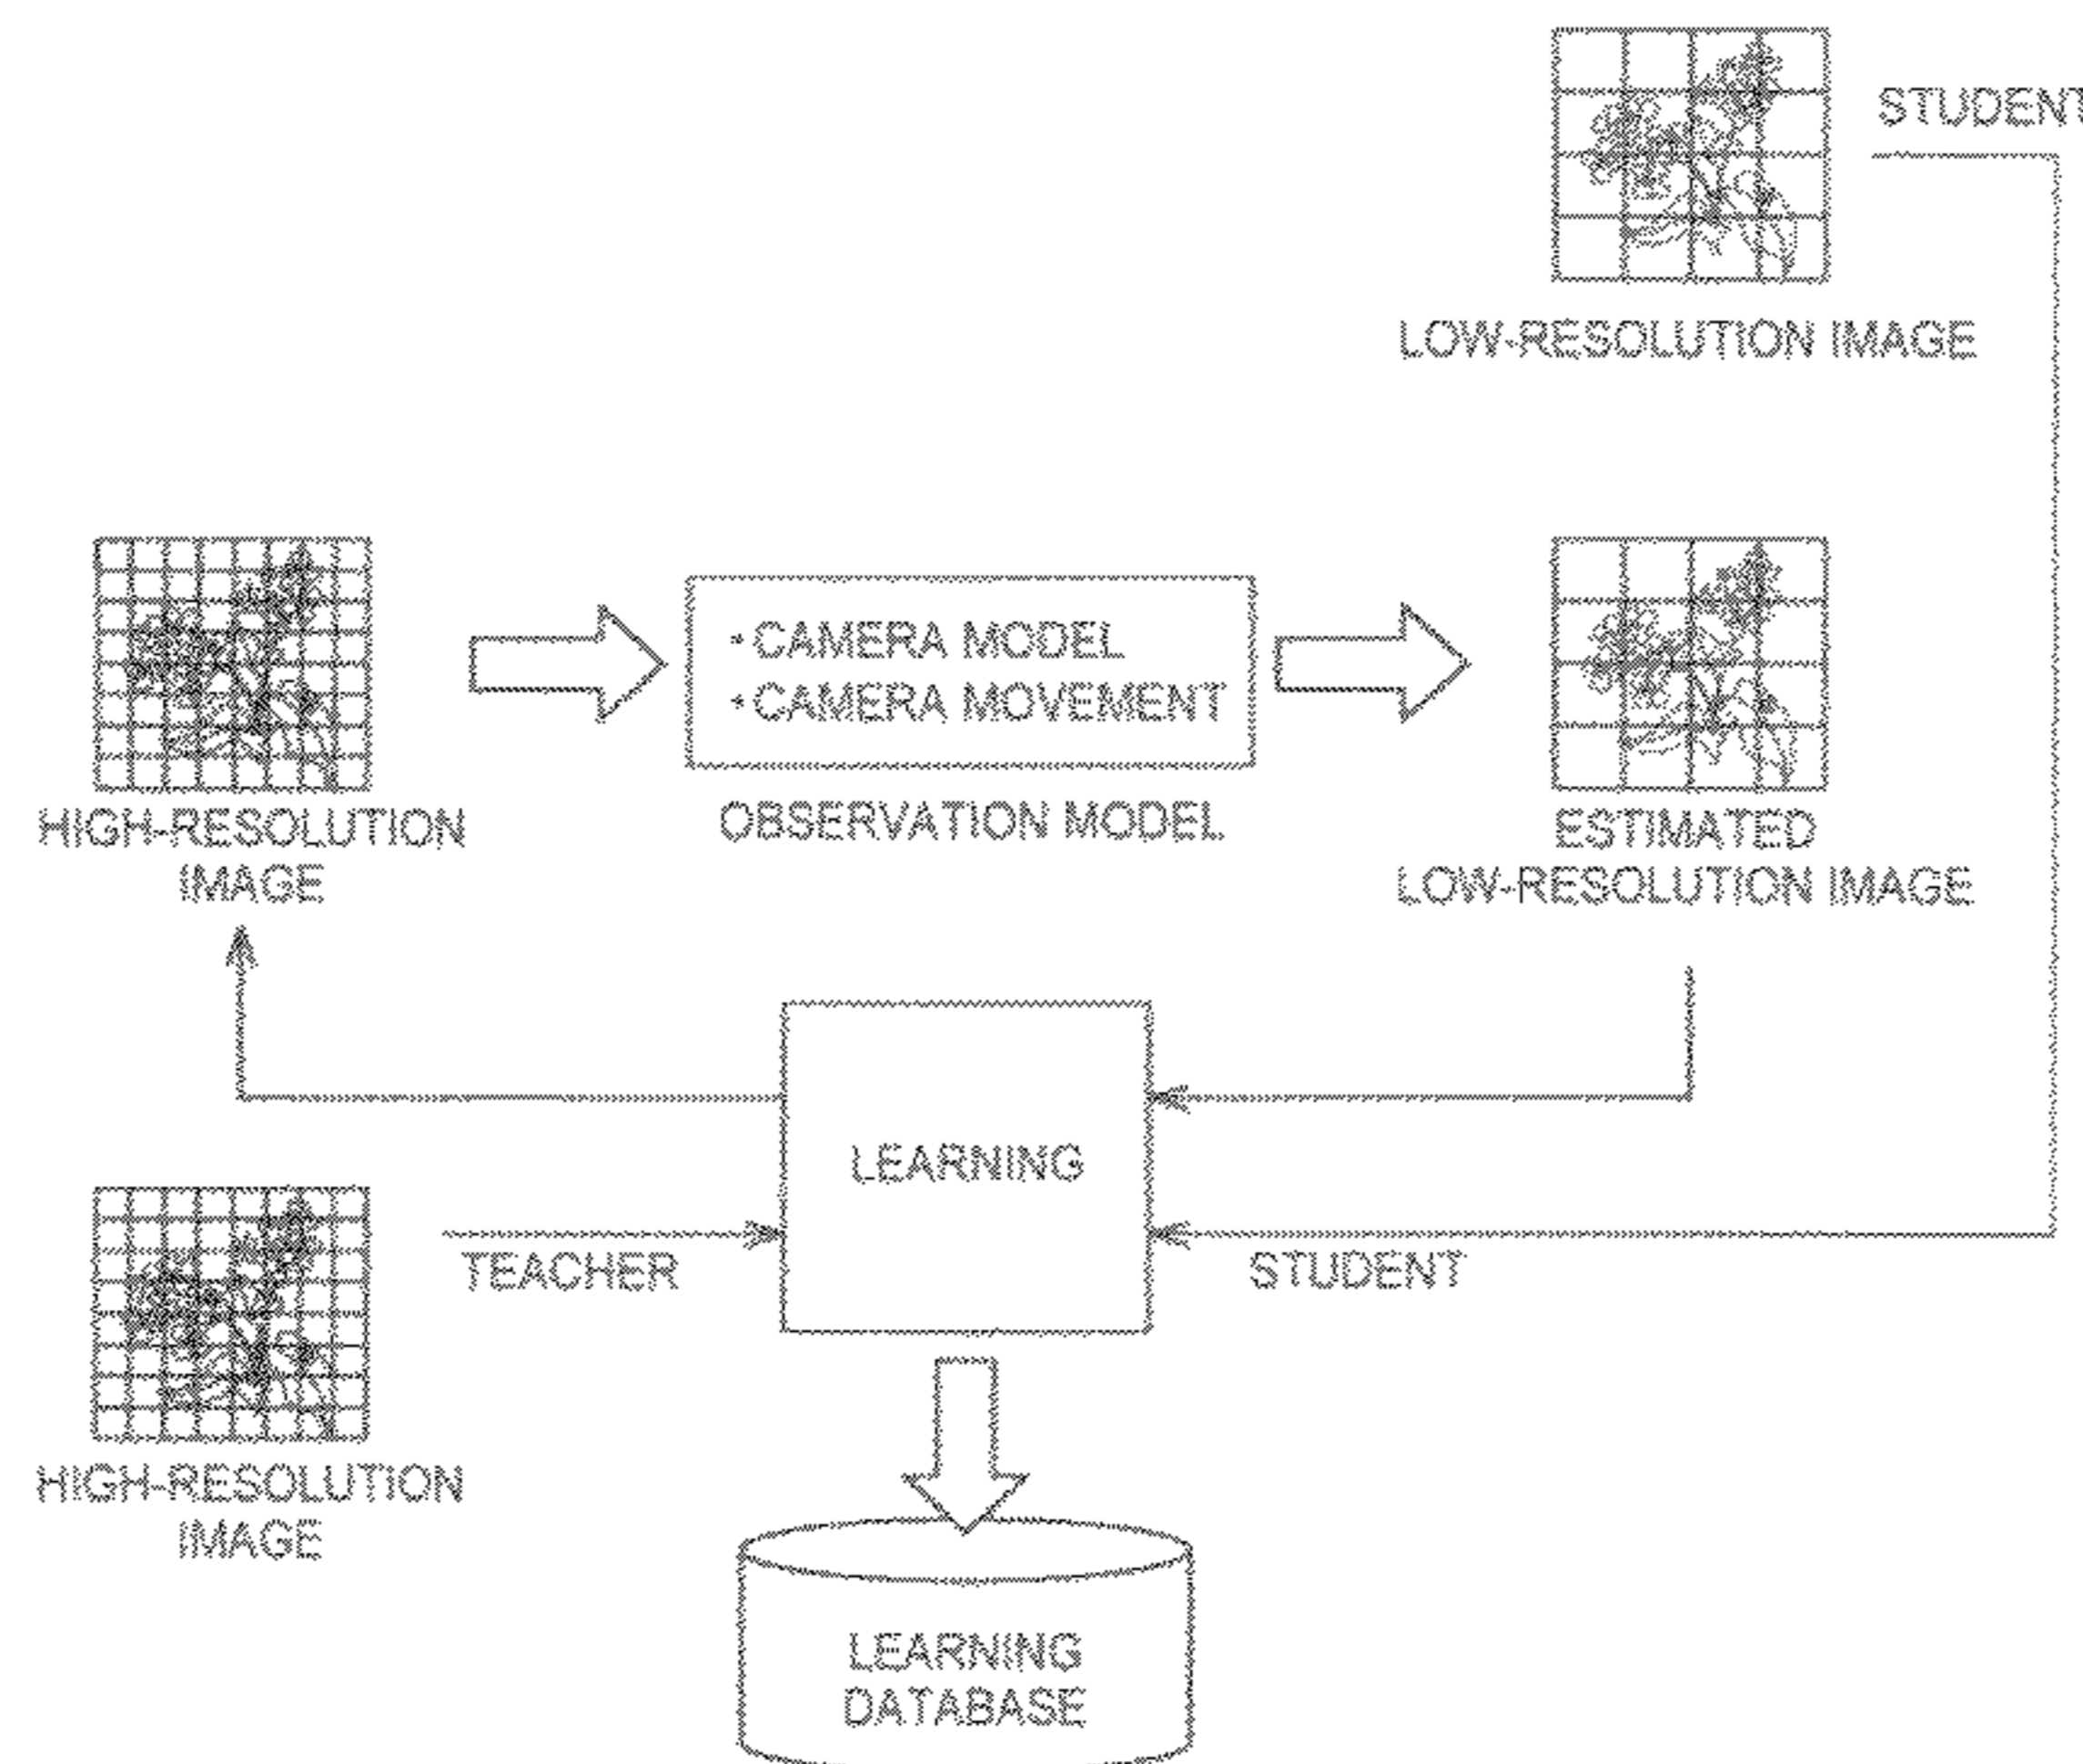 STUDENT
LOW-RESOLUTION IMAGE
• CAMERA MODEL
• CAMERA MOVEMENT
HIGH-RESOLUTION
IMAGE
OBSERVATION MODEL
ESTIMATED
LOW-RESOLUTION IMAGE
LEARNING
TEACHER
STUDENT
HIGH-RESOLUTION
IMAGE
LEARNING
DATABASE